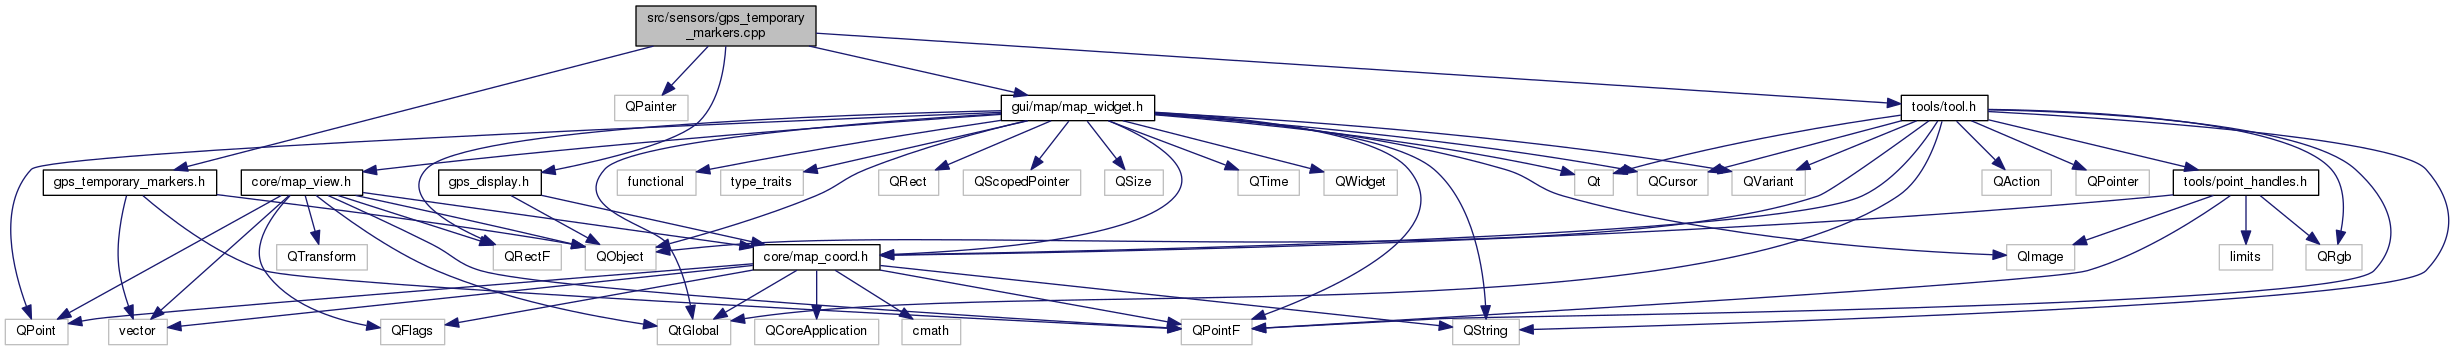 src/sensors/gps_temporary
_markers.cpp
QPainter
gui/map/map_widget.h
tools/tool.h
gps_temporary_markers.h
core/map_view.h
gps_display.h
functional
type_traits
QRect
QScopedPointer
QSize
QTime
QWidget
Qt
QCursor
QVariant
QAction
QPointer
tools/point_handles.h
QTransform
QRectF
QObject
core/map_coord.h
QImage
limits
QRgb
QPoint
vector
QFlags
QtGlobal
QCoreApplication
cmath
QPointF
QString